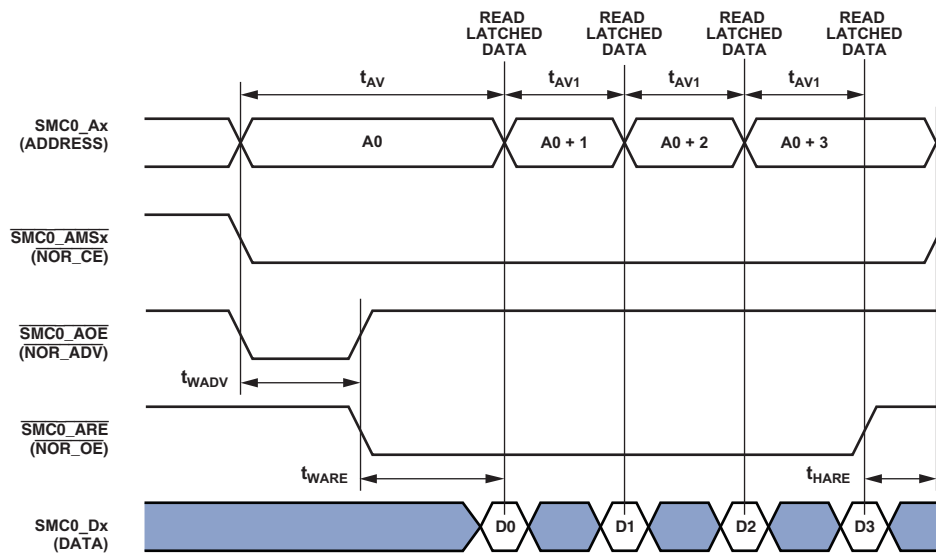 READ LATCHED DATA
READ LATCHED DATA
READ LATCHED DATA
READ LATCHED DATA
tAV
tAV1
tAV1
tAV1
SMC0_Ax
(ADDRESS)
A0
A0 + 1
A0 + 2
A0 + 3
SMC0_AMSx
(NOR_CE)
SMC0_AOE
(NOR_ADV)
tWADV
SMC0_ARE
(NOR_OE)
tWARE
tHARE
SMC0_Dx
(DATA)
D0
D1
D2
D3